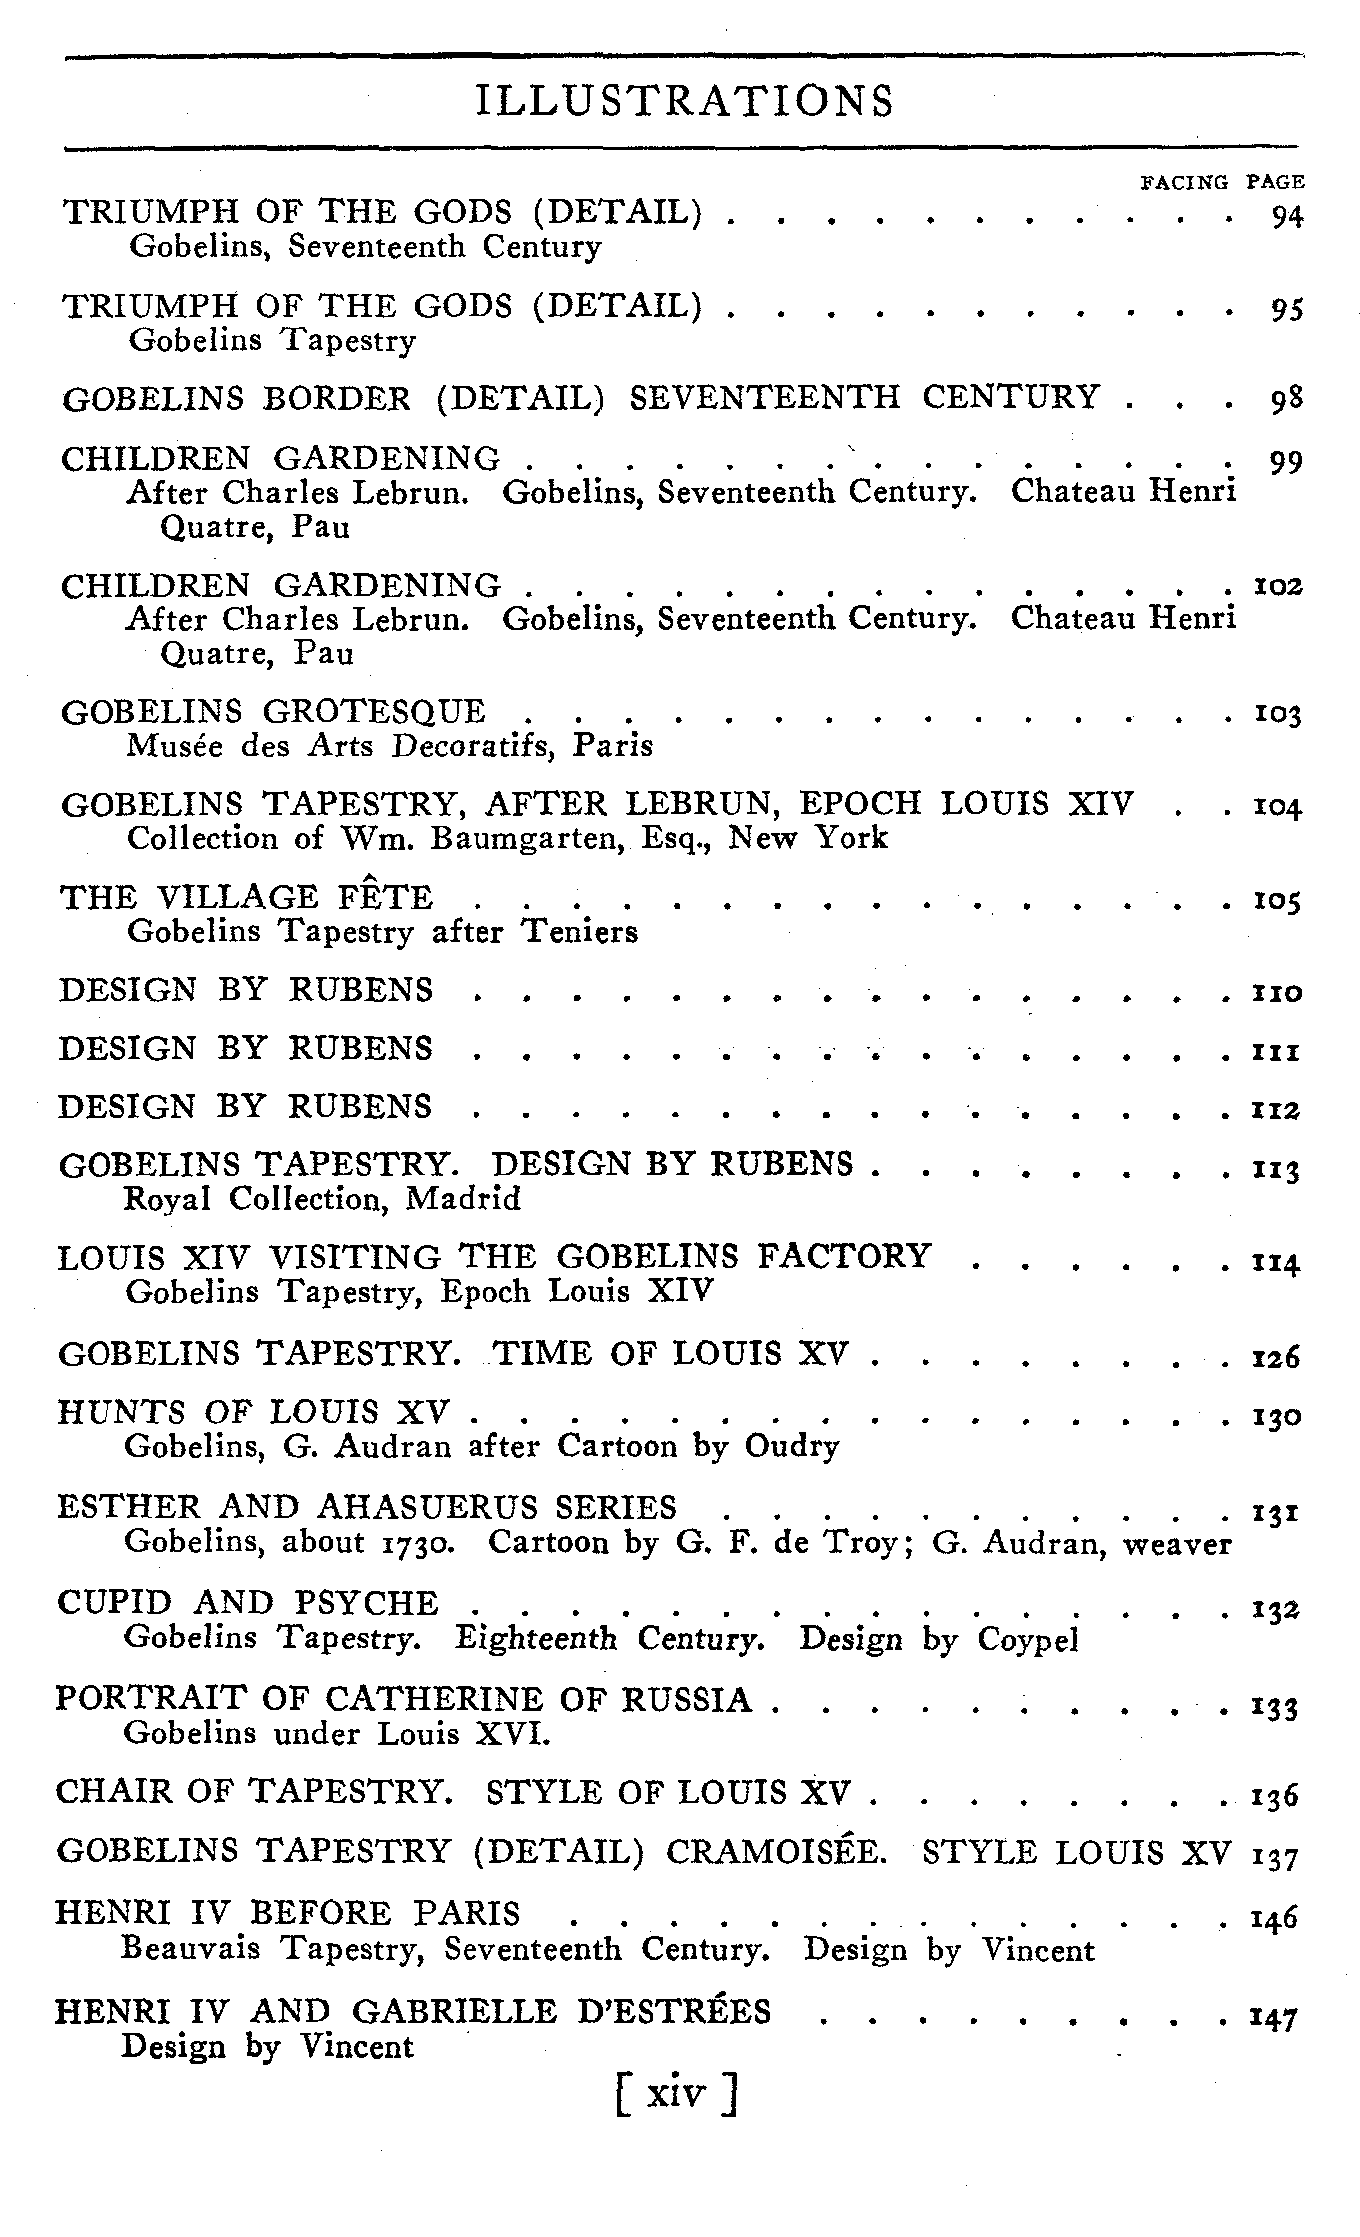 ILLUSTRATIONS
FACING PAGE
TRIUMPH OF THE GODS (DETAIL) . . . . . . . . . . . 94
Gobelins, Seventeenth Century
TRIUMPH OF THE GODS (DETAIL) . . . . . . . . . . . 95
Gobelins Tapestry
GOBELINS BORDER (DETAIL) SEVENTEENTH CENTURY . . . 98
CHILDREN GARDENING . . . . . . . . . . . . . . . 99
After Charles Lebrun. Gobelins, Seventeenth Century. Chateau Henri
Quatre, Pau
CHILDREN GARDENING . . . . . . . . . . . . . . . 102
After Charles Lebrun. Gobelins, Seventeenth Century. Chateau Henri
Quatre, Pau
GOBELINS GROTESQUE . . . . . . . . . . . . . . . 103
Musée des Arts Decoratifs, Paris
GOBELINS TAPESTRY, AFTER LEBRUN, EPOCH LOUIS XIV . . 104
Collection of Wm. Baumgarten, Esq., New York
THE VILLAGE FÊTE . . . . . . . . . . . . . . . . 105
Gobelins Tapestry after Teniers
DESIGN BY RUBENS . . . . . . . . . . . . . . . . 110
DESIGN BY RUBENS . . . . . . . . . . . . . . . . 111
DESIGN BY RUBENS . . . . . . . . . . . . . . . . 112
GOBELINS TAPESTRY. DESIGN BY RUBENS . . . . . . . . 113
Royal Collection, Madrid
LOUIS XIV VISITING THE GOBELINS FACTORY . . . . . . 114
Gobelins Tapestry, Epoch Louis XIV
GOBELINS TAPESTRY. TIME OF LOUIS XV . . . . . . . . 126
HUNTS OF LOUIS XV . . . . . . . . . . . . . . . . 130
Gobelins, G. Audran after Cartoon by Oudry
ESTHER AND AHASUERUS SERIES . . . . . . . . . . . 131
Gobelins, about 1730. Cartoon by G. F. de Troy; G. Audran, weaver
CUPID AND PSYCHE . . . . . . . . . . . . . . . . 132
Gobelins Tapestry. Eighteenth Century. Design by Coypel
PORTRAIT OF CATHERINE OF RUSSIA . . . . . . . . . . 133
Gobelins under Louis XVI.
CHAIR OF TAPESTRY. STYLE OF LOUIS XV . . . . . . . . 136
GOBELINS TAPESTRY (DETAIL) CRAMOISÉE. STYLE LOUIS XV 137
HENRI IV BEFORE PARIS . . . . . . . . . . . . . . 146
Beauvais Tapestry, Seventeenth Century. Design by Vincent
HENRI IV AND GABRIELLE D'ESTRÉES . . . . . . . . . 147
Design by Vincent
[ xiv ]